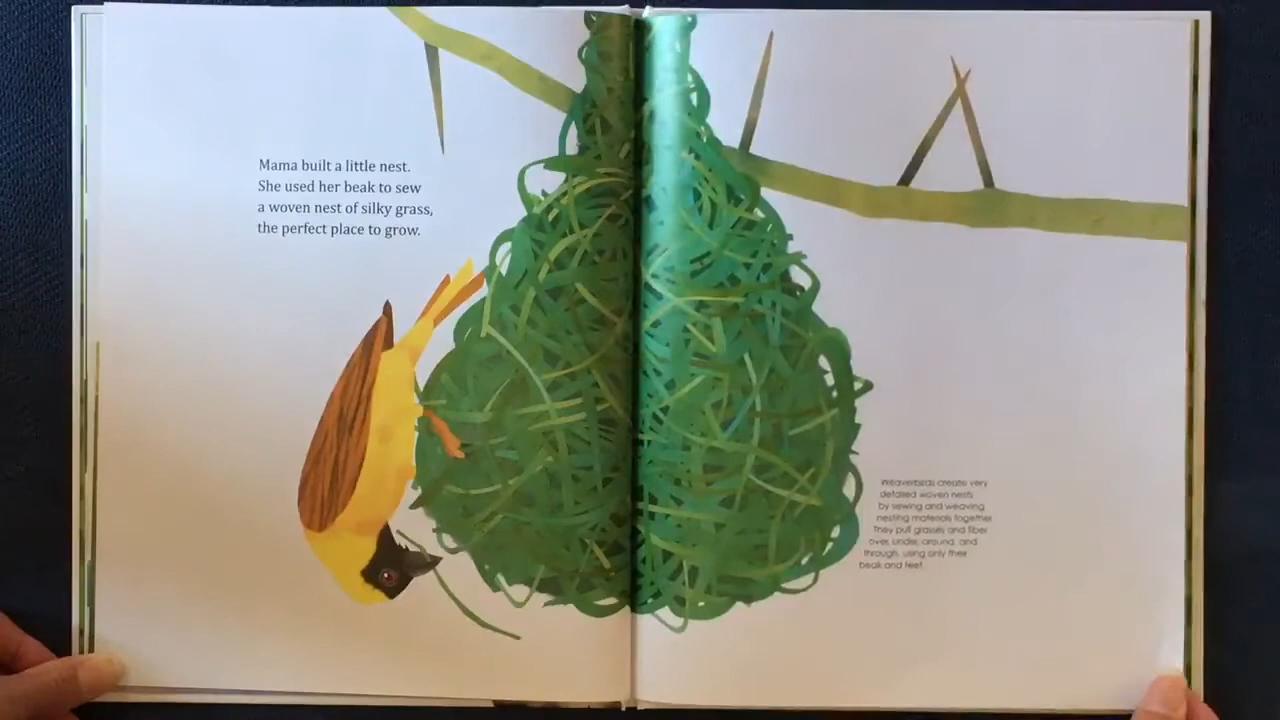 Mama built a little nest.
She used her beak to sew
a woven nest of silky grass,
the perfect place to grow.
Weaverbirds create very
detailed woven nests
by sewing and weaving
nesting materials together.
They pull grasses and fiber
over, under, around, and
through, using only their
beak and feet.